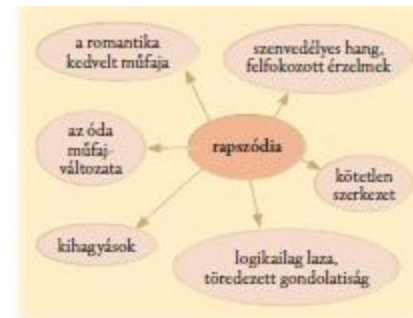 a romantika
kedvelt műfaja
szenvedélyes hang,
felfokozott érzelmek
az óda
műfaj-
változata
rapszódia
kötetlen
szerkezet
kihagyások
logikailag laza,
töredezett gondolatiság